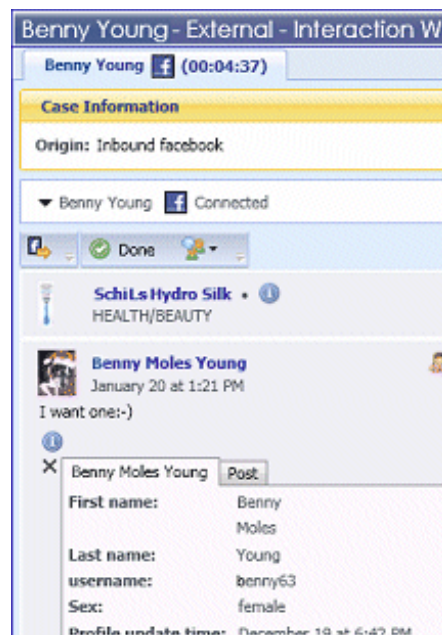 Benny Young - External - Interaction W
Benny Young (00:04:37)
Case Information
Origin: Inbound facebook
Benny Young Connected
Done
SchiLs Hydro Silk •
HEALTH/BEAUTY
Benny Moles Young
January 20 at 1:21 PM
I want one:-)
Benny Moles Young Post
First name: Benny
Moles
Last name: Young
username: benny63
Sex: female
Profile update time: December 19 at 6:42 PM